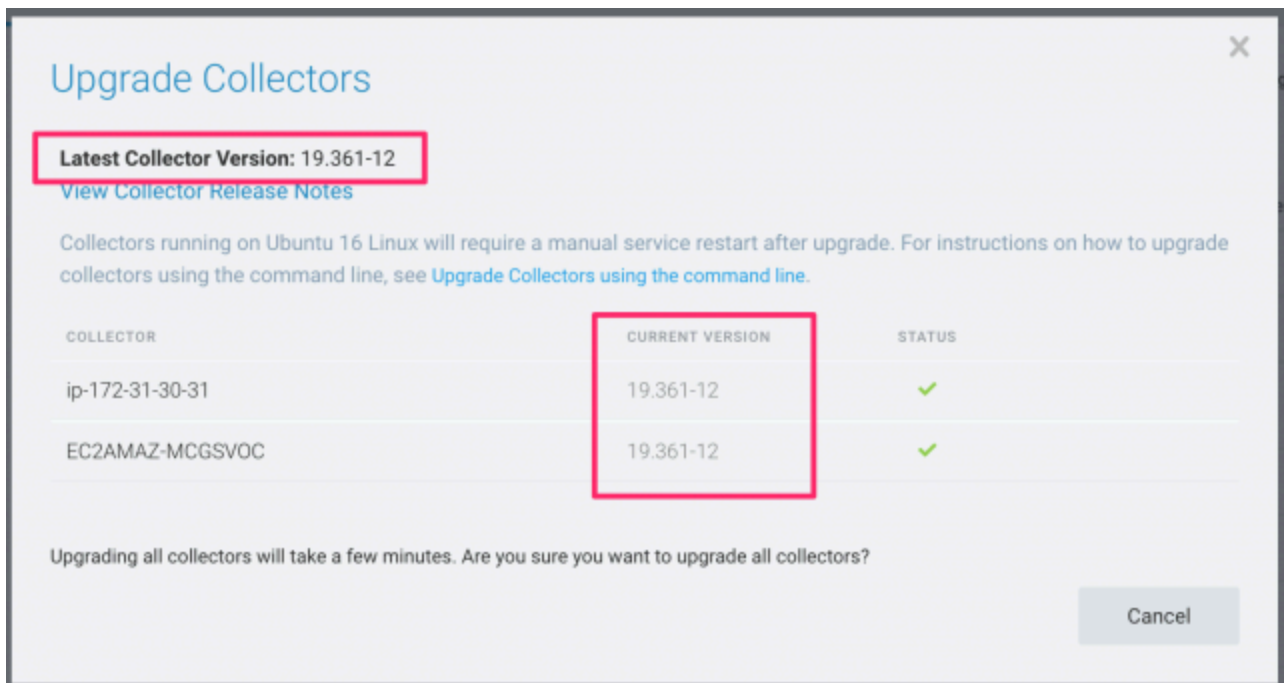 Upgrade Collectors
Latest Collector Version: 19.361-12
View Collector Release Notes
Collectors running on Ubuntu 16 Linux will require a manual service restart after upgrade. For instructions on how to upgrade
collectors using the command line, see Upgrade Collectors using the command line.
COLLECTOR CURRENT VERSION STATUS
ip-172-31-30-31 19.361-12
EC2AMAZ-MCGSVOC 19.361-12
Upgrading all collectors will take a few minutes. Are you sure you want to upgrade all collectors?
Cancel